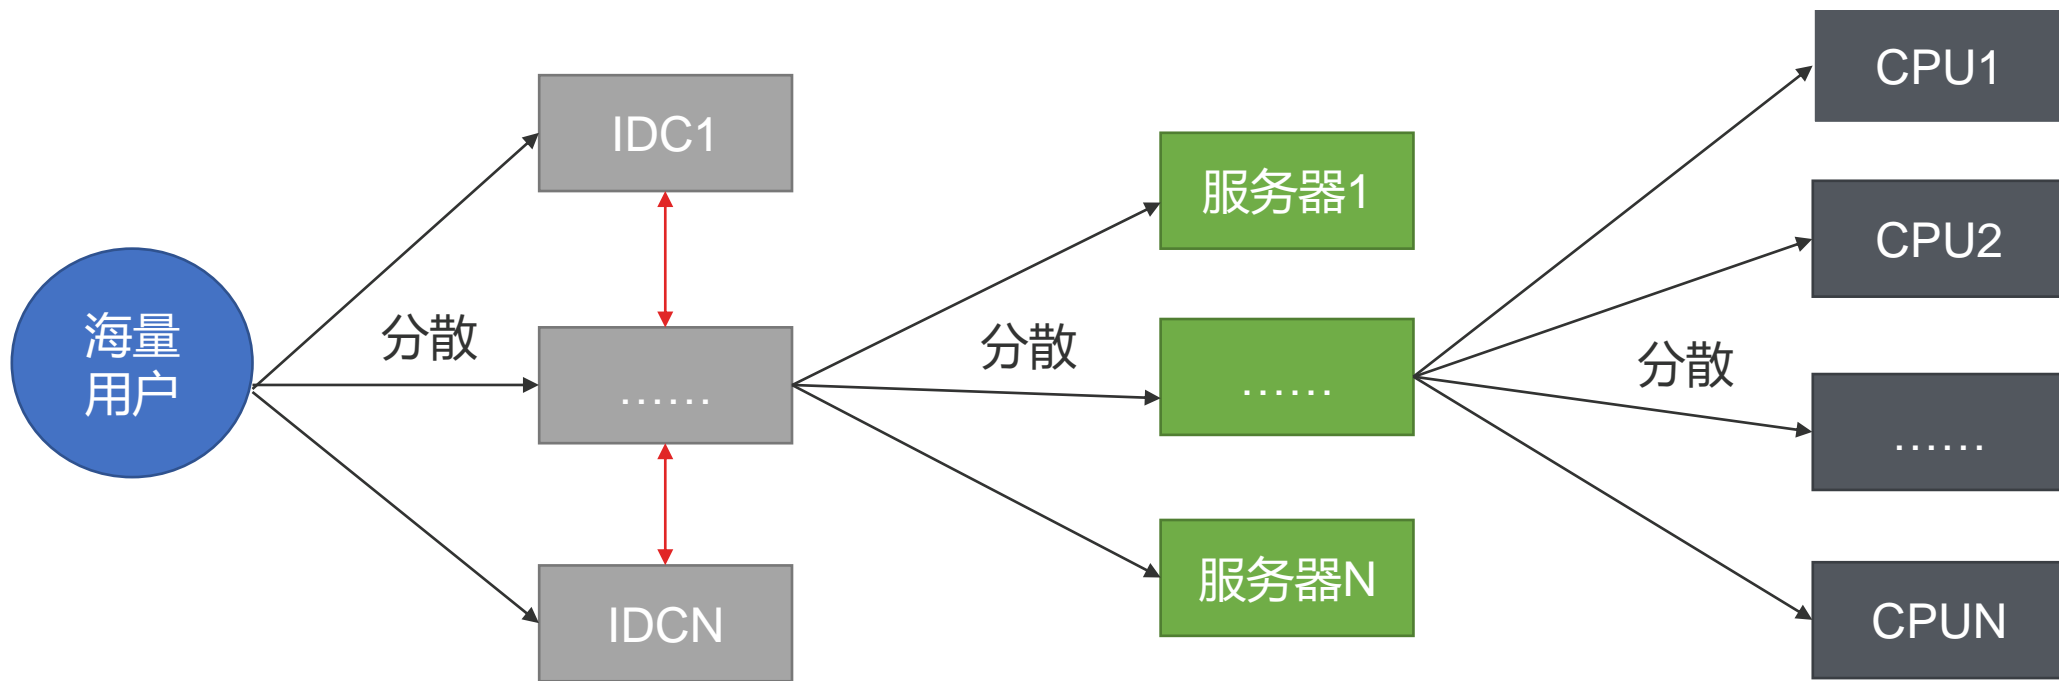 海量
用户
分散
IDC1
……
IDCN
分散
服务器1
……
服务器N
分散
CPU1
CPU2
……
CPUN